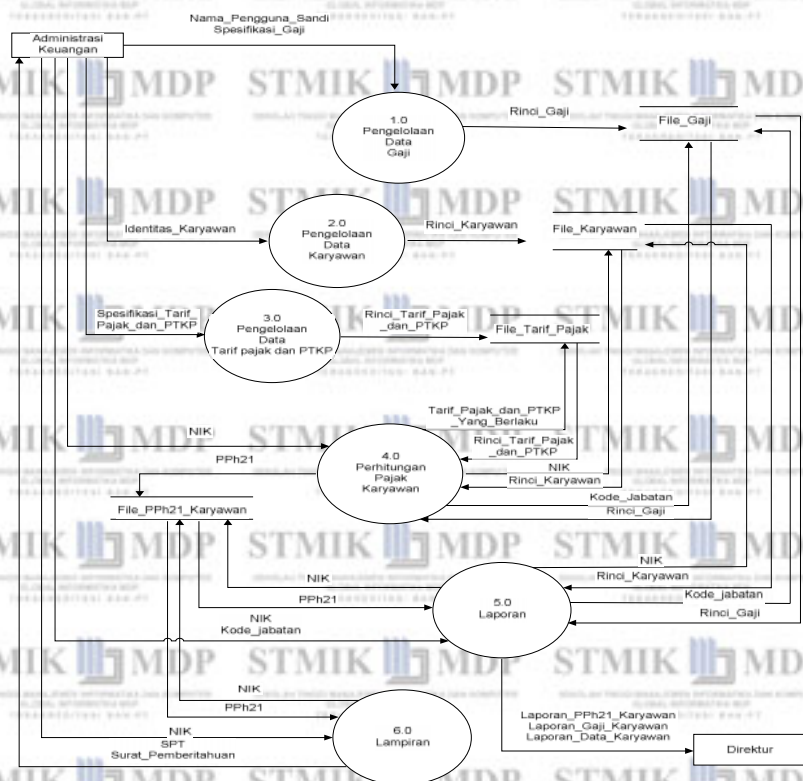 Nama_Pengguna_Sandi
Spesifikasi_Gaji
Administrasi
Keuangan
1.0
Pengelolaan
Data
Gaji
Rinci_Gaji
File_Gaji
Identitas_Karyawan
2.0
Pengelolaan
Data
Karyawan
Rinci_Karyawan
File_Karyawan
Spesifikasi_Tarif_
Pajak_dan_PTKP
3.0
Pengelolaan
Data
Tarif pajak dan PTKP
Rinci_Tarif_Pajak
_dan_PTKP
File_Tarif_Pajak
Tarif_Pajak_dan_PTKP
_Yang_Berlaku
Rinci_Tarif_Pajak
_dan_PTKP
NIK
4.0
Perhitungan
Pajak
Karyawan
NIK
Rinci_Karyawan
Kode_Jabatan
Rinci_Gaji
PPh21
File_PPh21_Karyawan
NIK
PPh21
NIK
Kode_jabatan
5.0
Laporan
NIK
Rinci_Karyawan
Kode_jabatan
Rinci_Gaji
NIK
PPh21
6.0
Lampiran
NIK
SPT
Surat_Pemberitahuan
Laporan_PPh21_Karyawan
Laporan_Gaji_Karyawan
Laporan_Data_Karyawan
Direktur
STMIK MDP